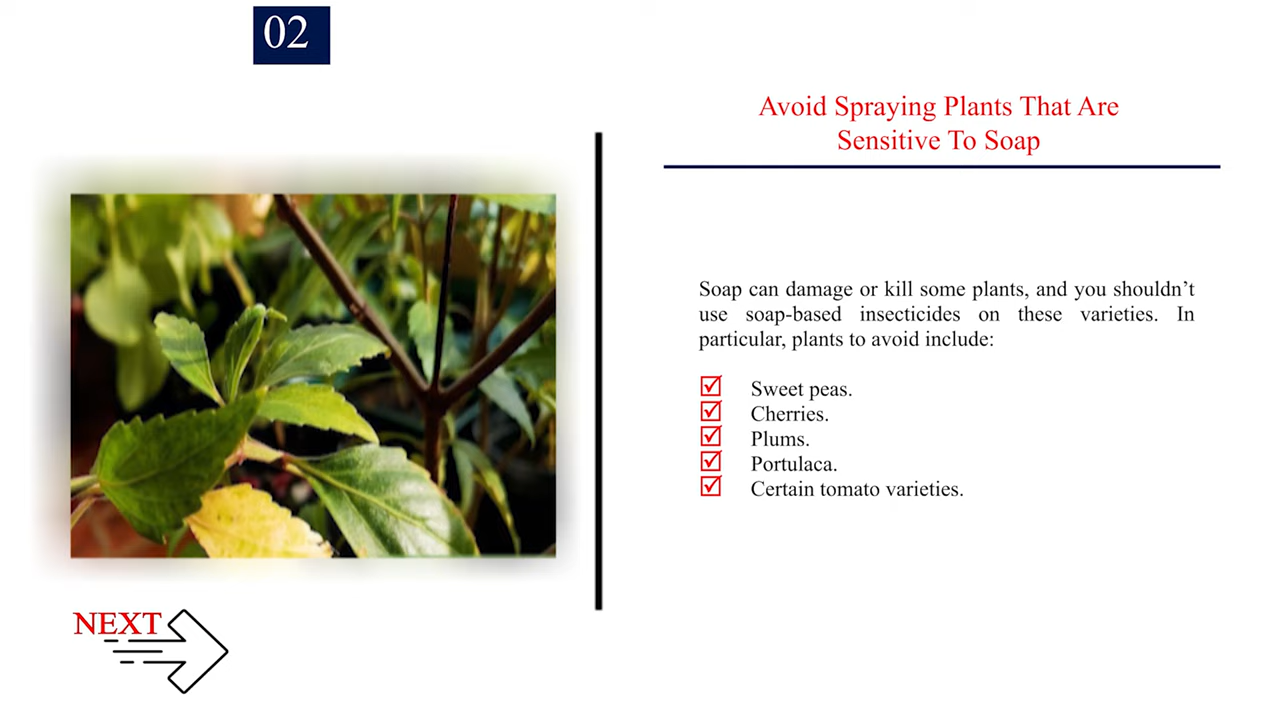 02
Avoid Spraying Plants That Are
Sensitive To Soap
Soap can damage or kill some plants, and you shouldn’t
use soap-based insecticides on these varieties. In
particular, plants to avoid include:
Sweet peas.
Cherries.
Plums.
Portulaca.
Certain tomato varieties.
NEXT